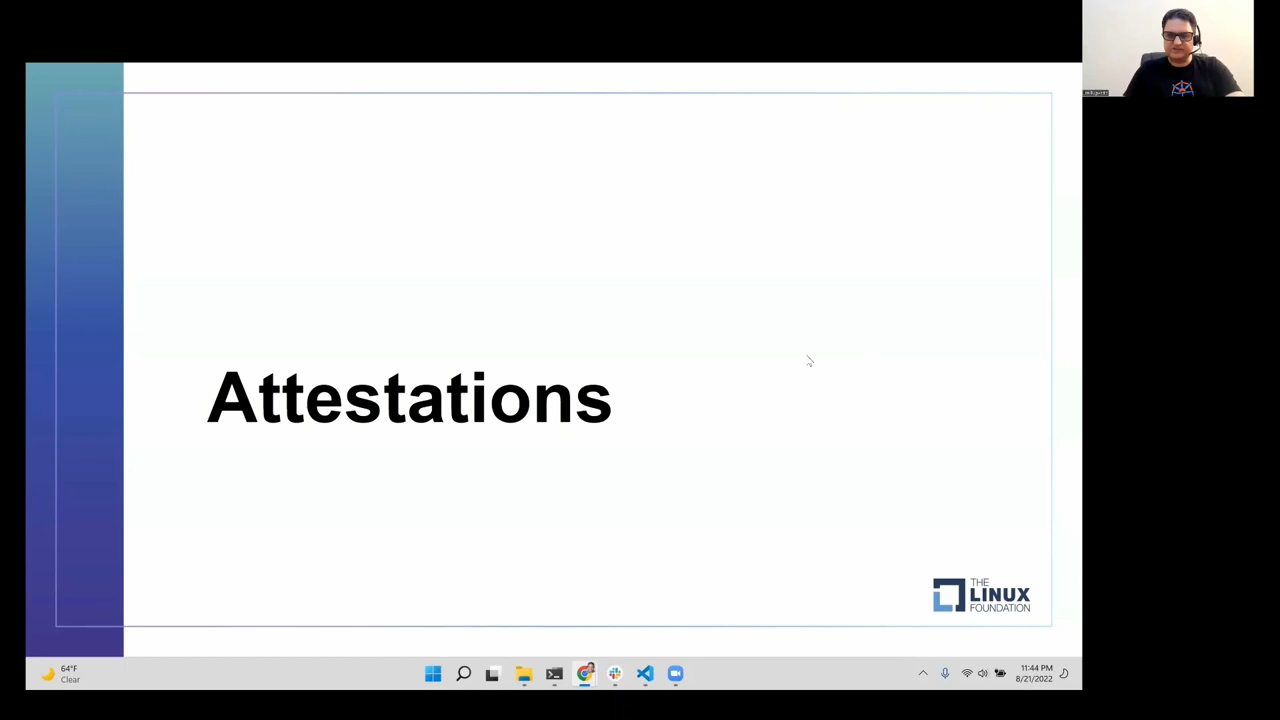 Attestations
THE
LINUX
FOUNDATION
64°F
Clear
11:44 PM
8/21/2022